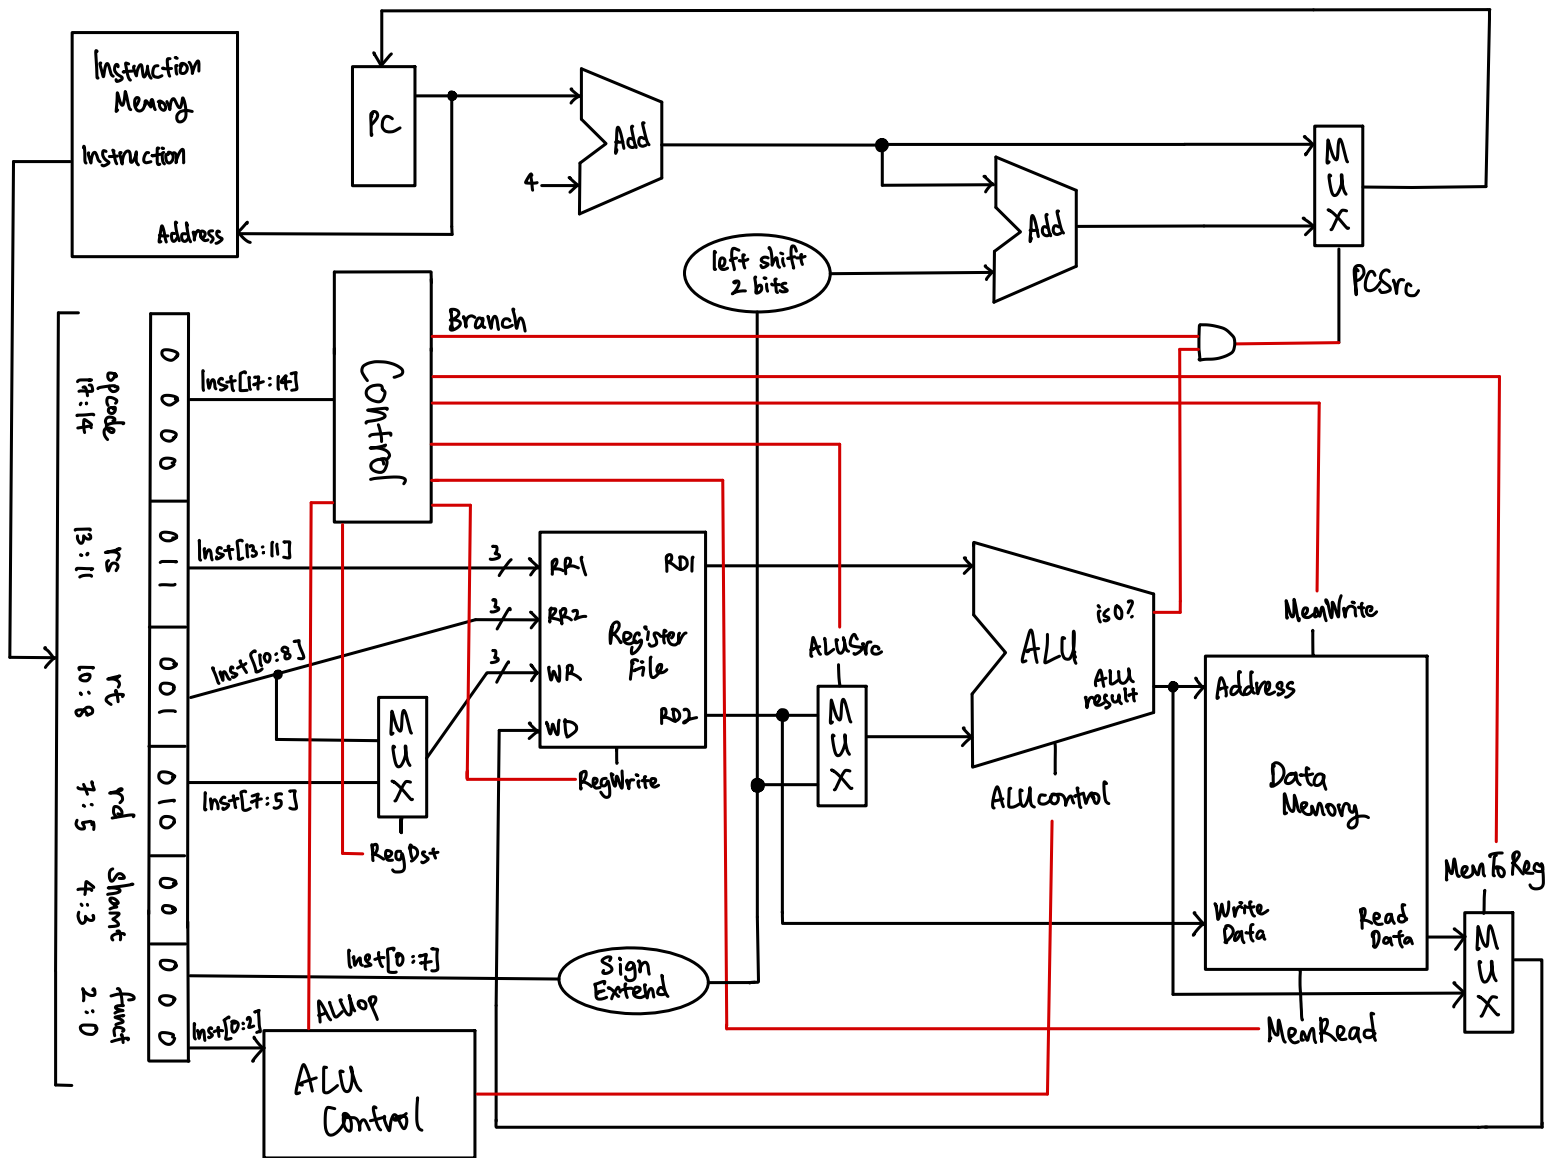 Instruction
Memory
Instruction
Address
PC
Add
4
Add
left shift
2 bits
M
U
X
PCSrc
Branch
Control
opcode
17:14
0
0
0
0
Inst[17:14]
rs
13:11
0
1
1
Inst[13:11]
3
RR1
RD1
3
RR2
Register
File
3
WR
RD2
WD
RegWrite
rt
10:8
0
0
1
Inst[10:8]
M
U
X
RegDst
rd
7:5
0
1
0
Inst[7:5]
shamt
4:3
0
0
funct
2:0
0
0
0
Inst[0:7]
Sign
Extend
Inst[0:2]
ALUop
ALU
Control
ALUSrc
M
U
X
is0?
ALU
ALU
result
ALUcontrol
MemWrite
Address
Data
Memory
Write
Data
Read
Data
MemRead
MemToReg
M
U
X